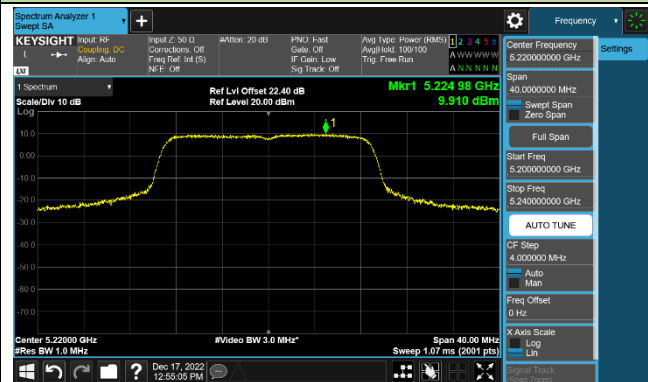 Spectrum Analyzer 1
Swept SA
+
Frequency
KEYSIGHT
Input: RF
Coupling: DC
Align: Auto
Input Z: 50 Ω
Corrections: Off
Freq Ref: Int (S)
NFE: Off
#Atten: 20 dB
PNO: Fast
Gate: Off
IF Gain: Low
Sig Track: Off
Avg Type: Power (RMS)
Avg|Hold: 100/100
Trig: Free Run
1 2 3 4 5 6
A W W W W W
A N N N N N
L
LXI
1 Spectrum
Scale/Div 10 dB
Log
Ref Lvl Offset 22.40 dB
Ref Level 20.00 dBm
Mkr1 5.224 98 GHz
9.910 dBm
1
10.0
0.00
-10.0
-20.0
-30.0
-40.0
-50.0
-60.0
-70.0
Center 5.22000 GHz
#Res BW 1.0 MHz
#Video BW 3.0 MHz*
Span 40.00 MHz
Sweep 1.07 ms (2001 pts)
Center Frequency
5.220000000 GHz
Settings
Span
40.0000000 MHz
Swept Span
Zero Span
Full Span
Start Freq
5.200000000 GHz
Stop Freq
5.240000000 GHz
AUTO TUNE
CF Step
4.000000 MHz
Auto
Man
Freq Offset
0 Hz
X Axis Scale
Log
Lin
Signal Track
(Span Zoom)
?
Dec 17, 2022
12:55:05 PM